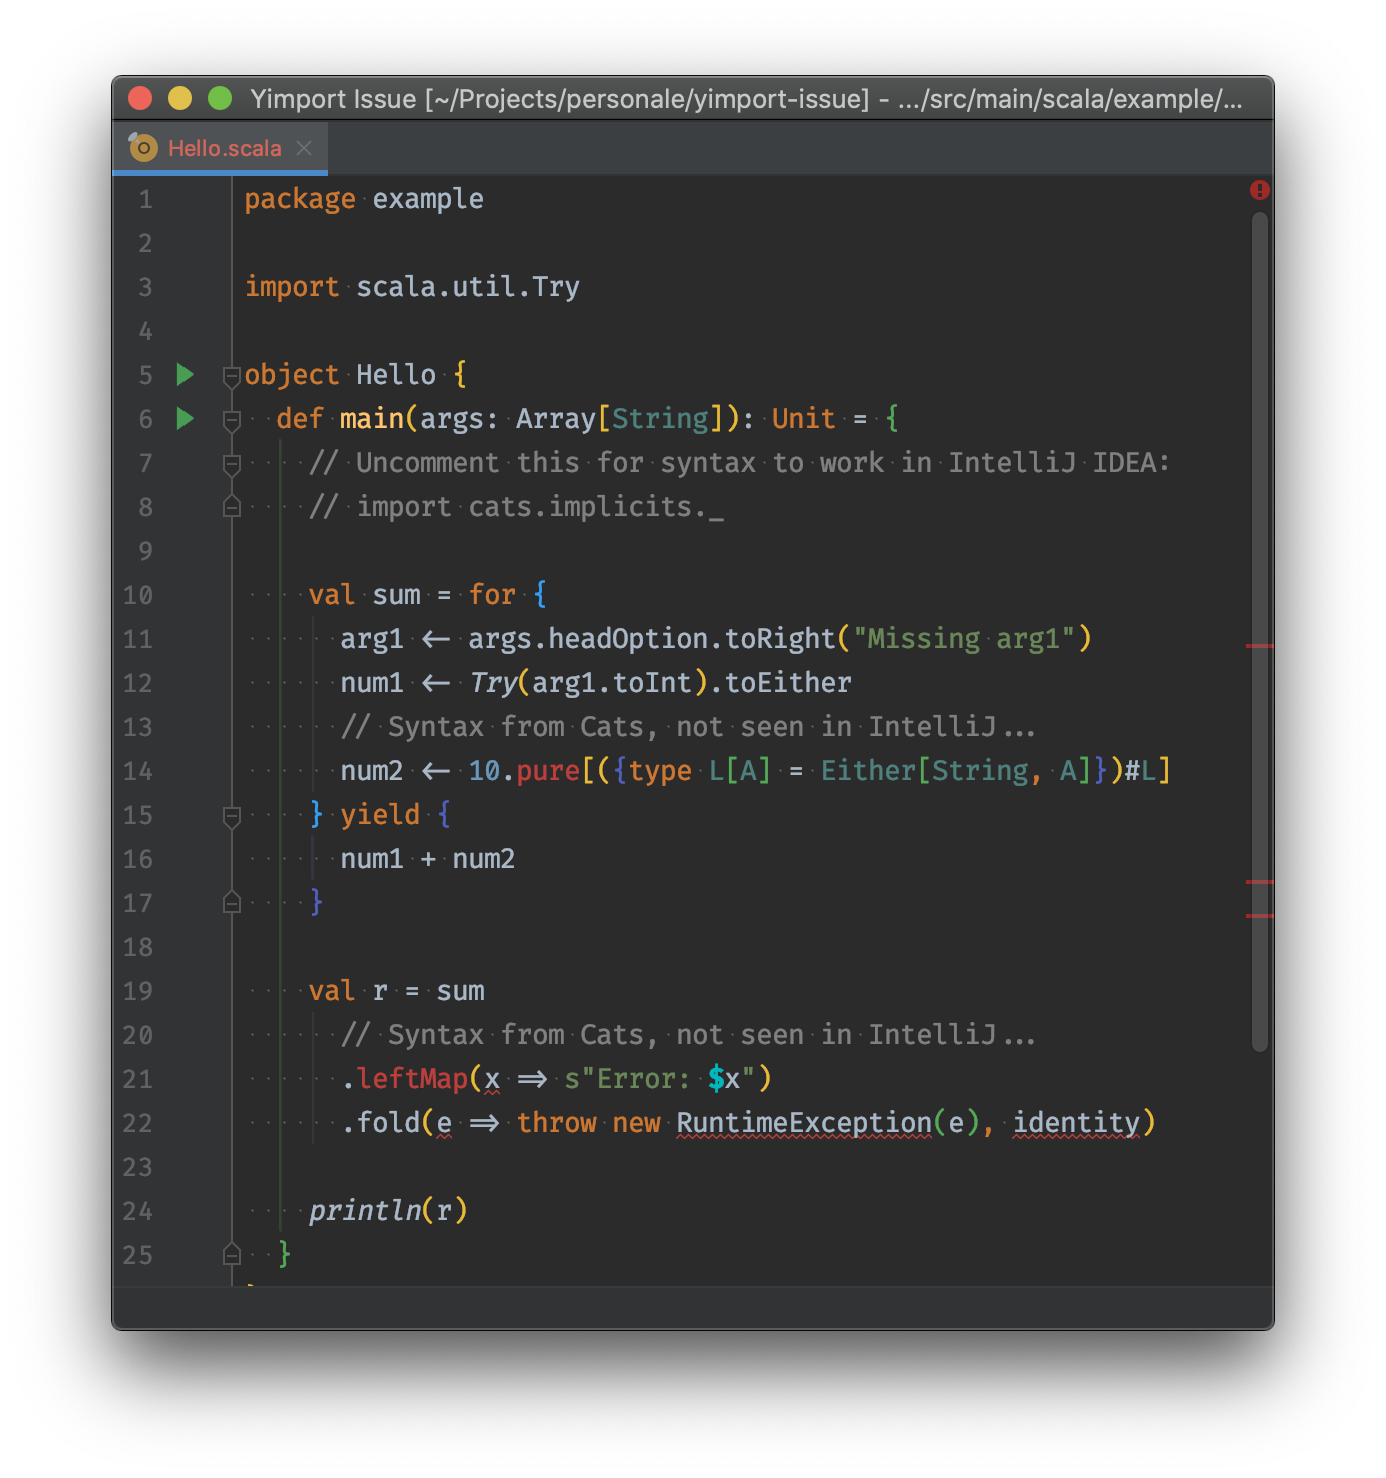 Yimport Issue [~/Projects/personale/yimport-issue] - .../src/main/scala/example/...
Hello.scala
1 package example
2
3 import scala.util.Try
4
5 object Hello {
6 def main(args: Array[String]): Unit = {
7 // Uncomment this for syntax to work in IntelliJ IDEA:
8 // import cats.implicits._
9
10 val sum = for {
11 arg1 <- args.headOption.toRight("Missing arg1")
12 num1 <- Try(arg1.toInt).toEither
13 // Syntax from Cats, not seen in IntelliJ...
14 num2 <- 10.pure[({type L[A] = Either[String, A]})#L]
15 } yield {
16 num1 + num2
17 }
18
19 val r = sum
20 // Syntax from Cats, not seen in IntelliJ...
21 .leftMap(x => s"Error: $x")
22 .fold(e => throw new RuntimeException(e), identity)
23
24 println(r)
25 }